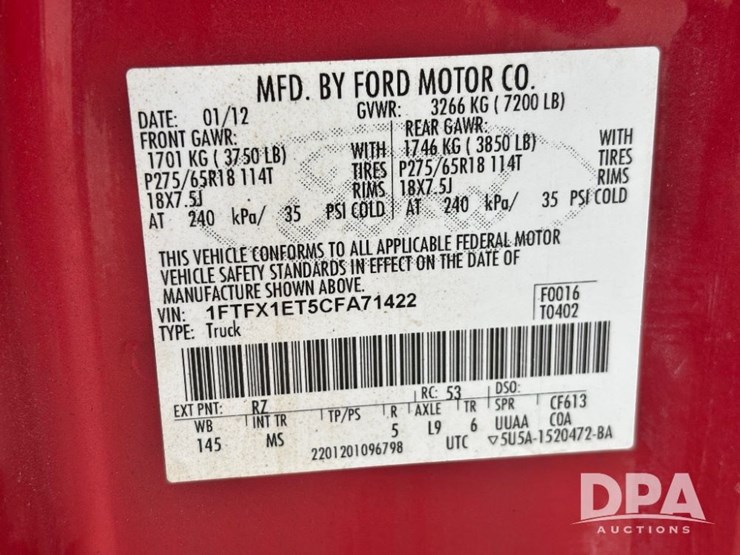 MFD. BY FORD MOTOR CO.
DATE: 01/12 GVWR: 3266 KG ( 7200 LB)
FRONT GAWR: REAR GAWR:
1701 KG ( 3750 LB) WITH 1746 KG ( 3850 LB) WITH
P275/65R18 114T TIRES P275/65R18 114T TIRES
18X7.5J RIMS 18X7.5J RIMS
AT 240 kPa/ 35 PSI COLD AT 240 kPa/ 35 PSI COLD
THIS VEHICLE CONFORMS TO ALL APPLICABLE FEDERAL MOTOR
VEHICLE SAFETY STANDARDS IN EFFECT ON THE DATE OF
MANUFACTURE SHOWN ABOVE.
VIN: 1FTFX1ET5CFA71422 F0016
TYPE: Truck T0402
EXT PNT: RZ RC: 53 DSO:
WB INT TR TP/PS R AXLE TR SPR CF613
145 MS 5 L9 6 UUAA COA
2201201096798 UTC ▽5U5A-1520472-BA
DPA
AUCTIONS